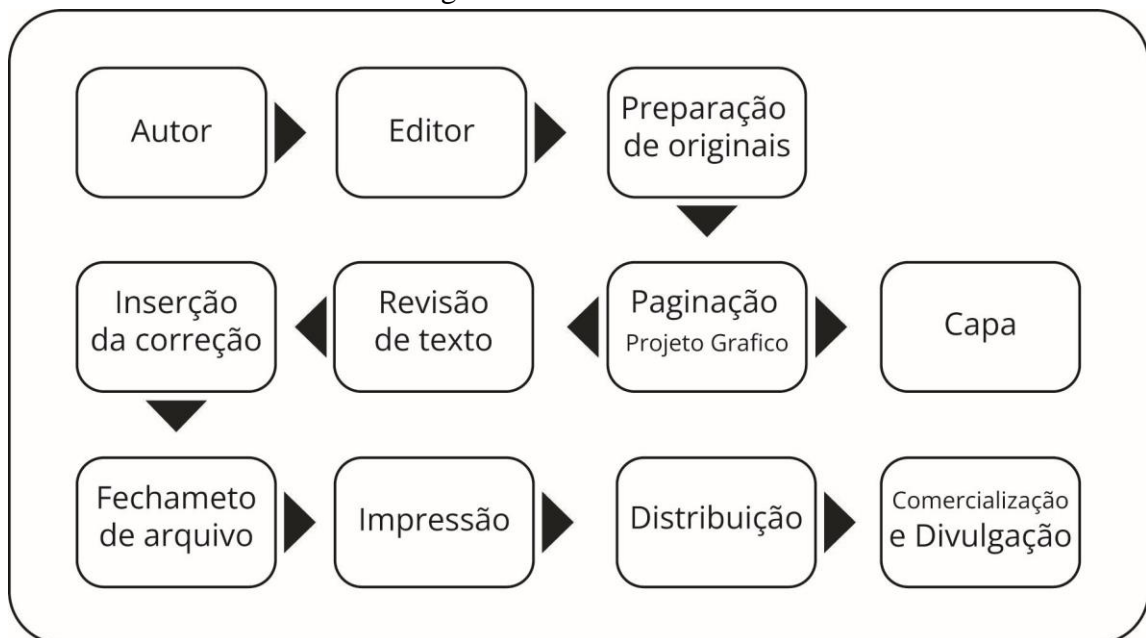 Autor
Editor
Preparação
de originais
Inserção
da correção
Revisão
de texto
Paginação
Projeto Grafico
Capa
Fechameto
de arquivo
Impressão
Distribuição
Comercialização
e Divulgação